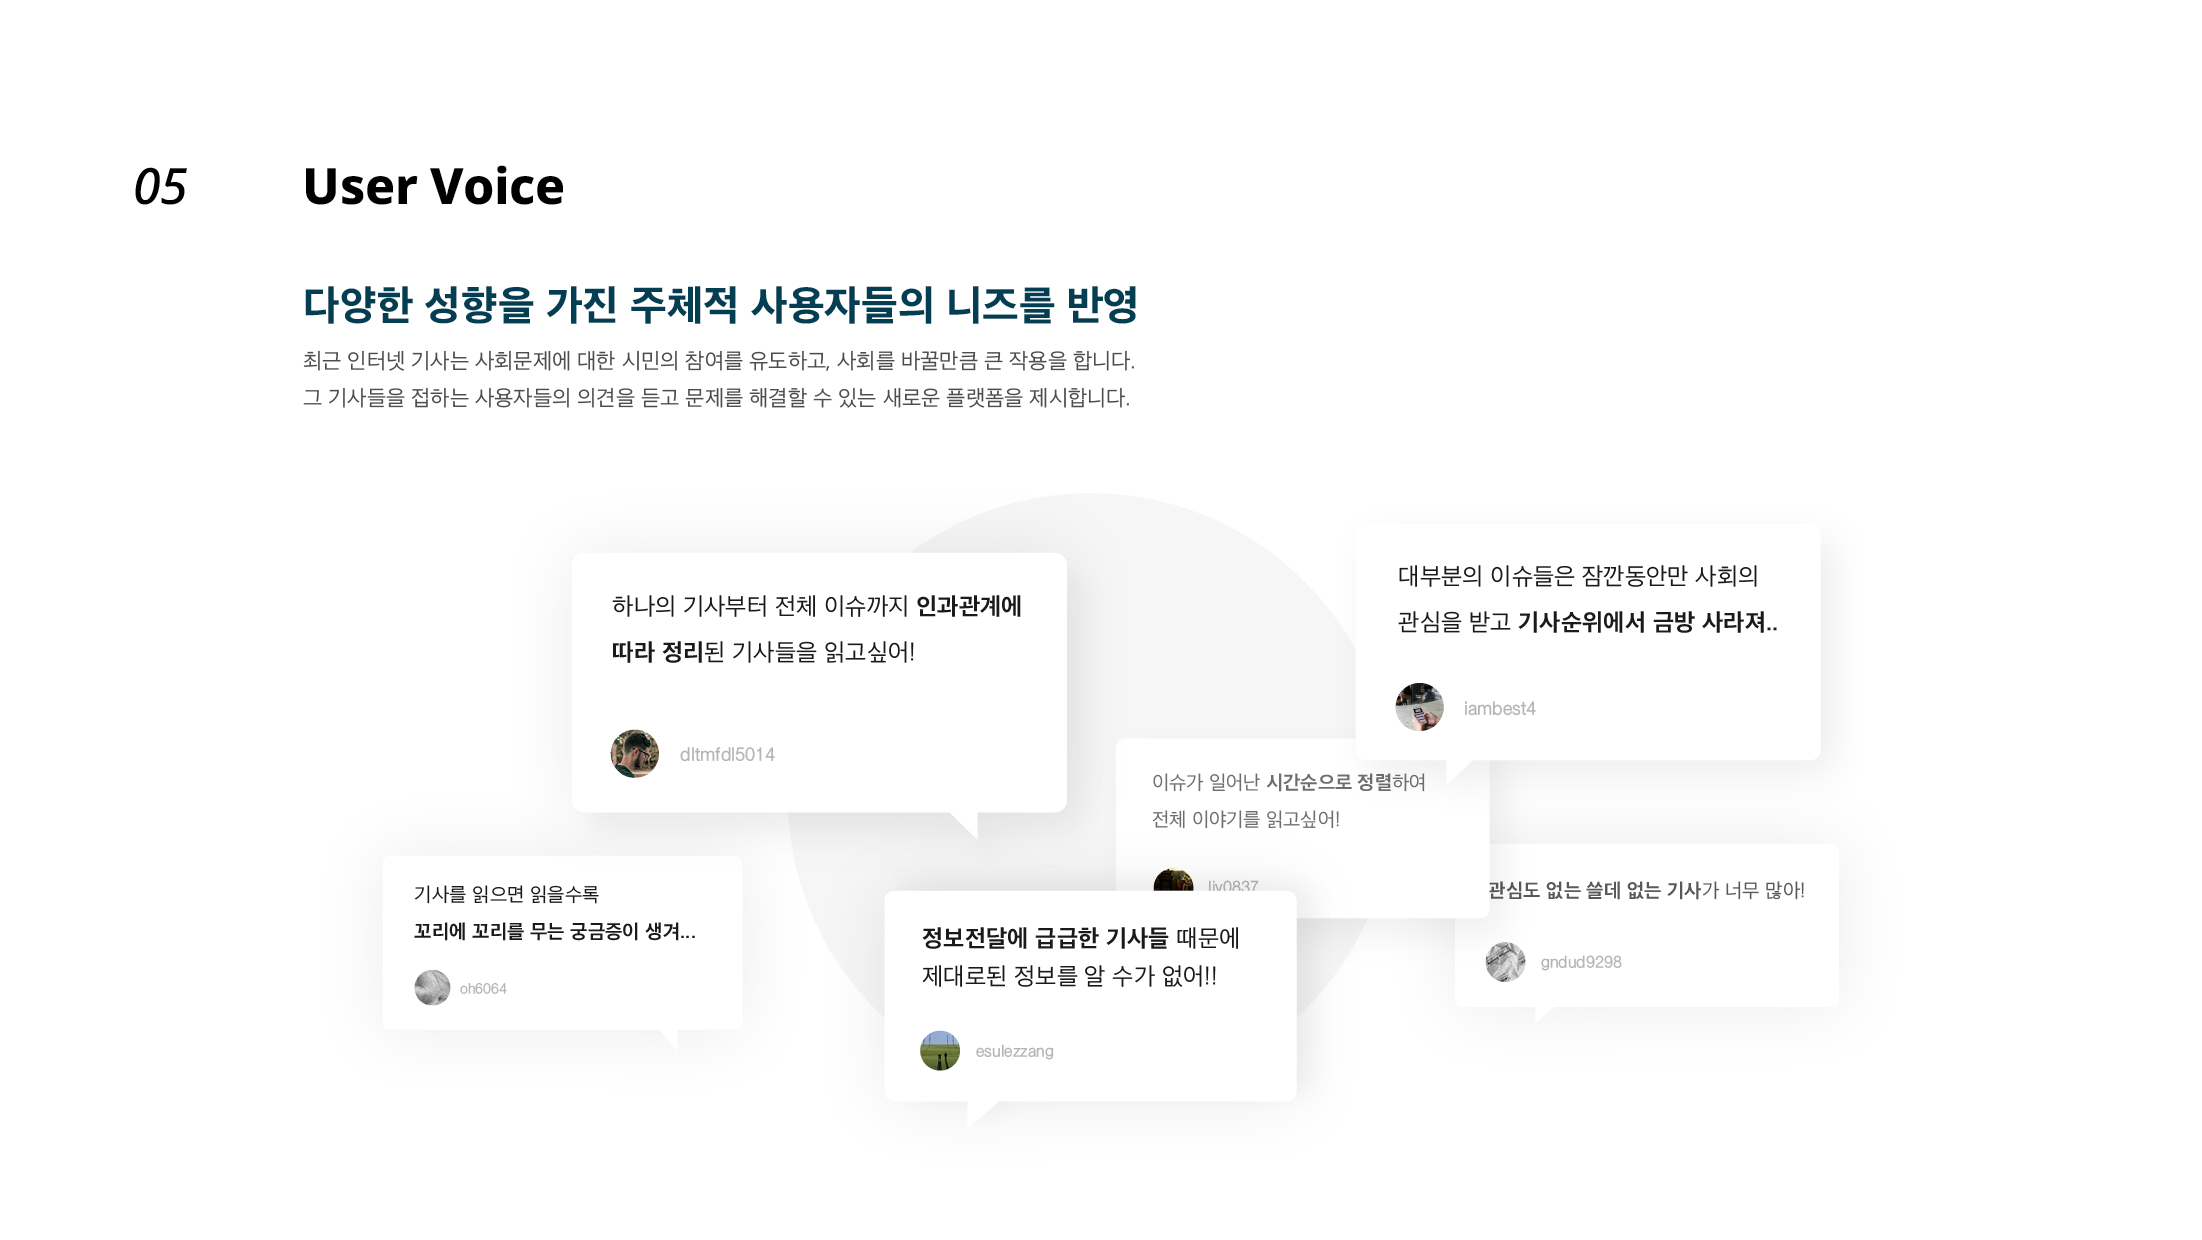 05
User Voice
다양한 성향을 가진 주체적 사용자들의 니즈를 반영
최근 인터넷 기사는 사회문제에 대한 시민의 참여를 유도하고, 사회를 바꿀만큼 큰 작용을 합니다.
그 기사들을 접하는 사용자들의 의견을 듣고 문제를 해결할 수 있는 새로운 플랫폼을 제시합니다.
하나의 기사부터 전체 이슈까지 인과관계에
따라 정리된 기사들을 읽고싶어!
dltmfdl5014
대부분의 이슈들은 잠깐동안만 사회의
관심을 받고 기사순위에서 금방 사라져..
iambest4
이슈가 일어난 시간순으로 정렬하여
전체 이야기를 읽고싶어!
기사를 읽으면 읽을수록
꼬리에 꼬리를 무는 궁금증이 생겨...
oh6064
정보전달에 급급한 기사들 때문에
제대로된 정보를 알 수가 없어!!
esulezzang
관심도 없는 쓸데 없는 기사가 너무 많아!
gndud9298